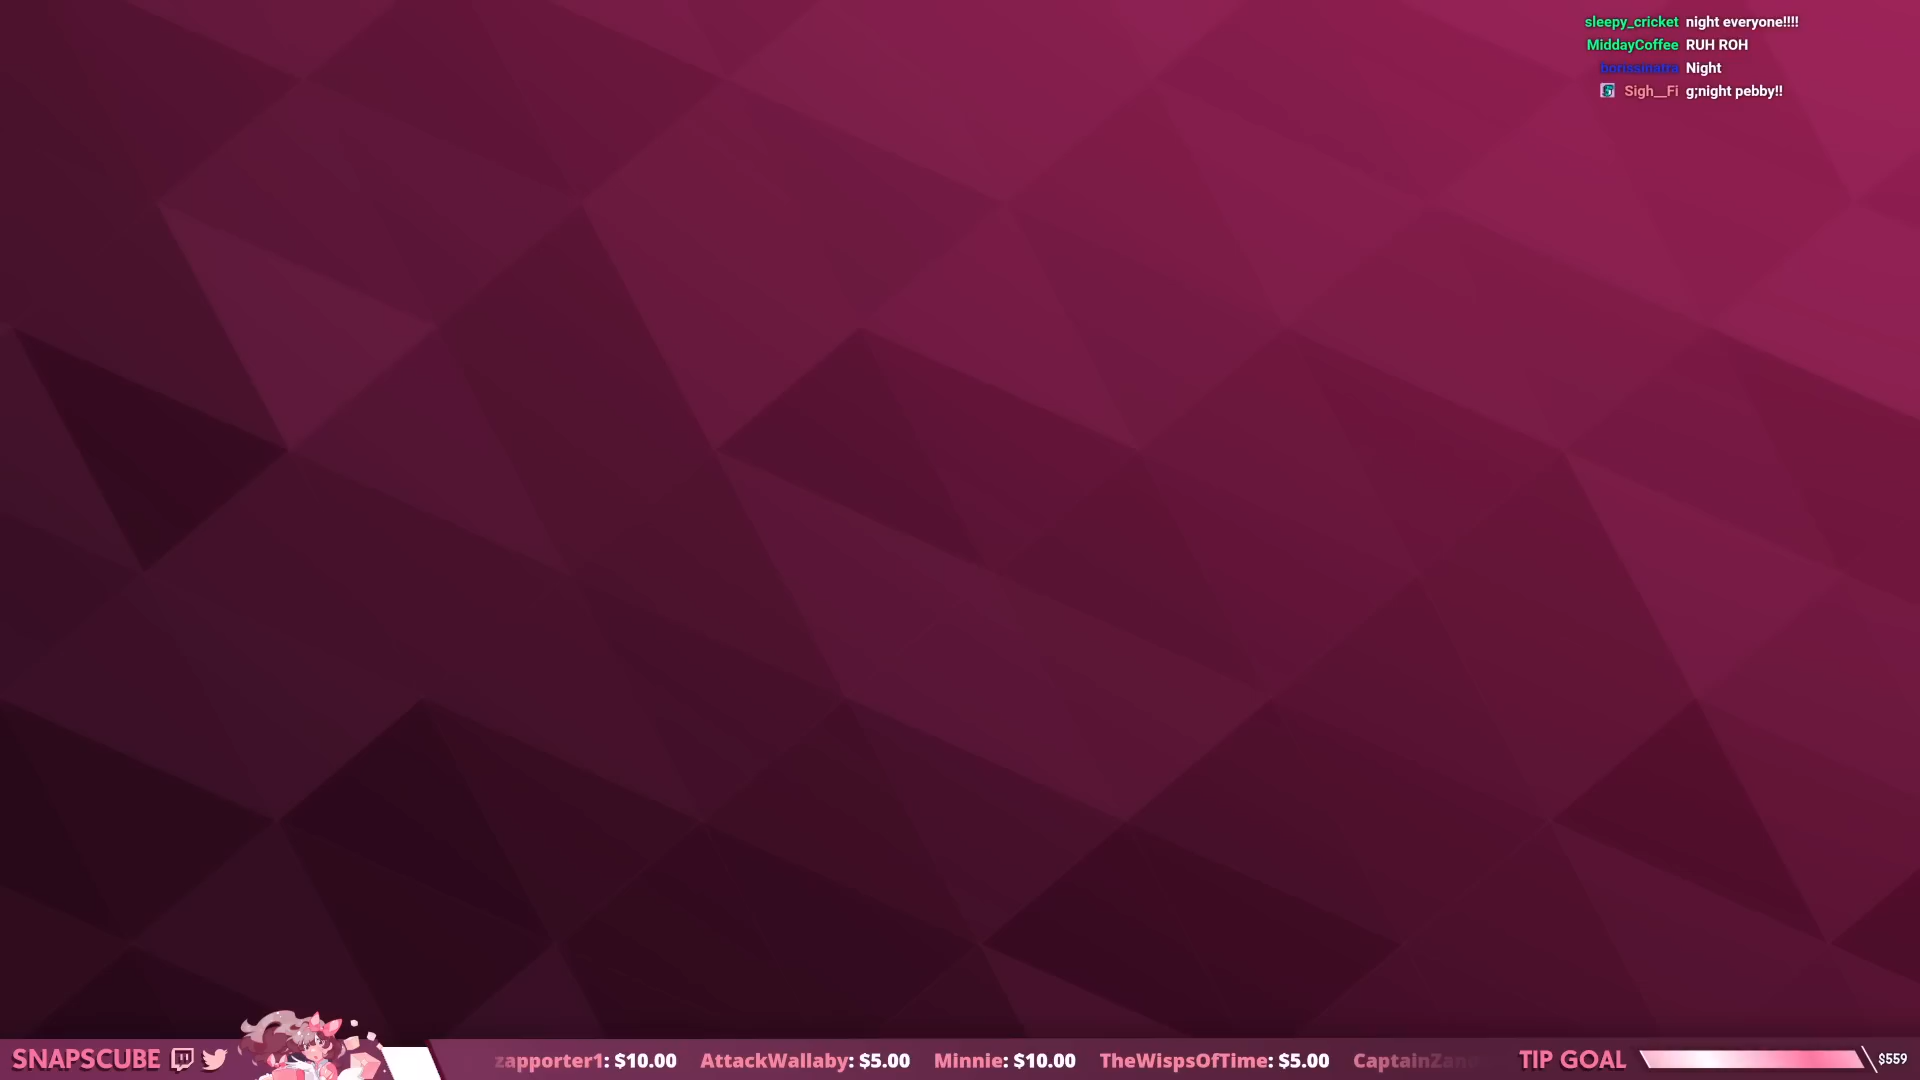 sleepy_cricket night everyone!!!!
MiddayCoffee RUH ROH
borissinatra Night
Sigh__Fi g;night pebby!!
SNAPSCUBE zapporter1: $10.00 AttackWallaby: $5.00 Minnie: $10.00 TheWispsOfTime: $5.00 TIP GOAL $559